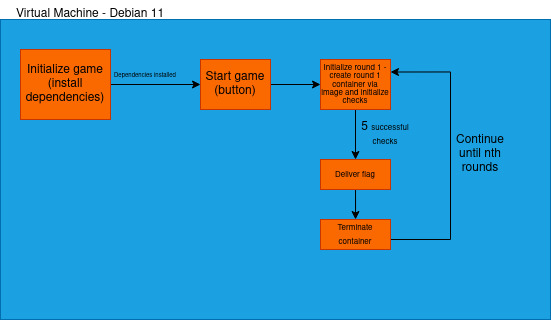 Virtual Machine - Debian 11
Initialize game
(install
dependencies)
Dependencies installed
Start game
(button)
Initialize round 1 -
create round 1
container via
image and initialize
checks
5 successful
checks
Deliver flag
Terminate
container
Continue
until nth
rounds